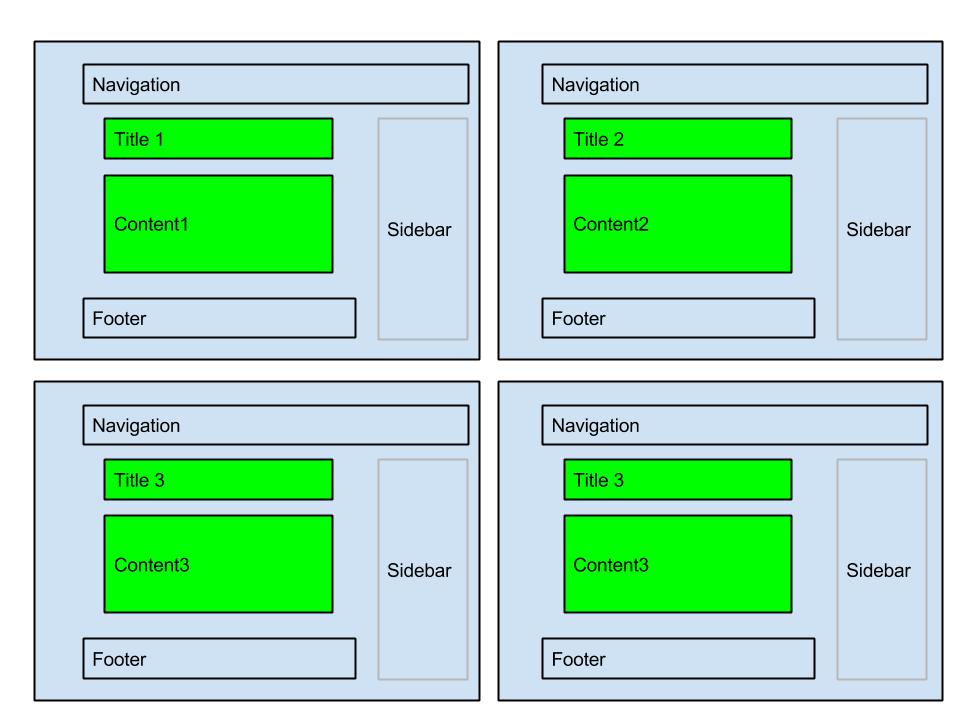 Navigation
Title 1
Content1
Sidebar
Footer
Navigation
Title 2
Content2
Sidebar
Footer
Navigation
Title 3
Content3
Sidebar
Footer
Navigation
Title 3
Content3
Sidebar
Footer